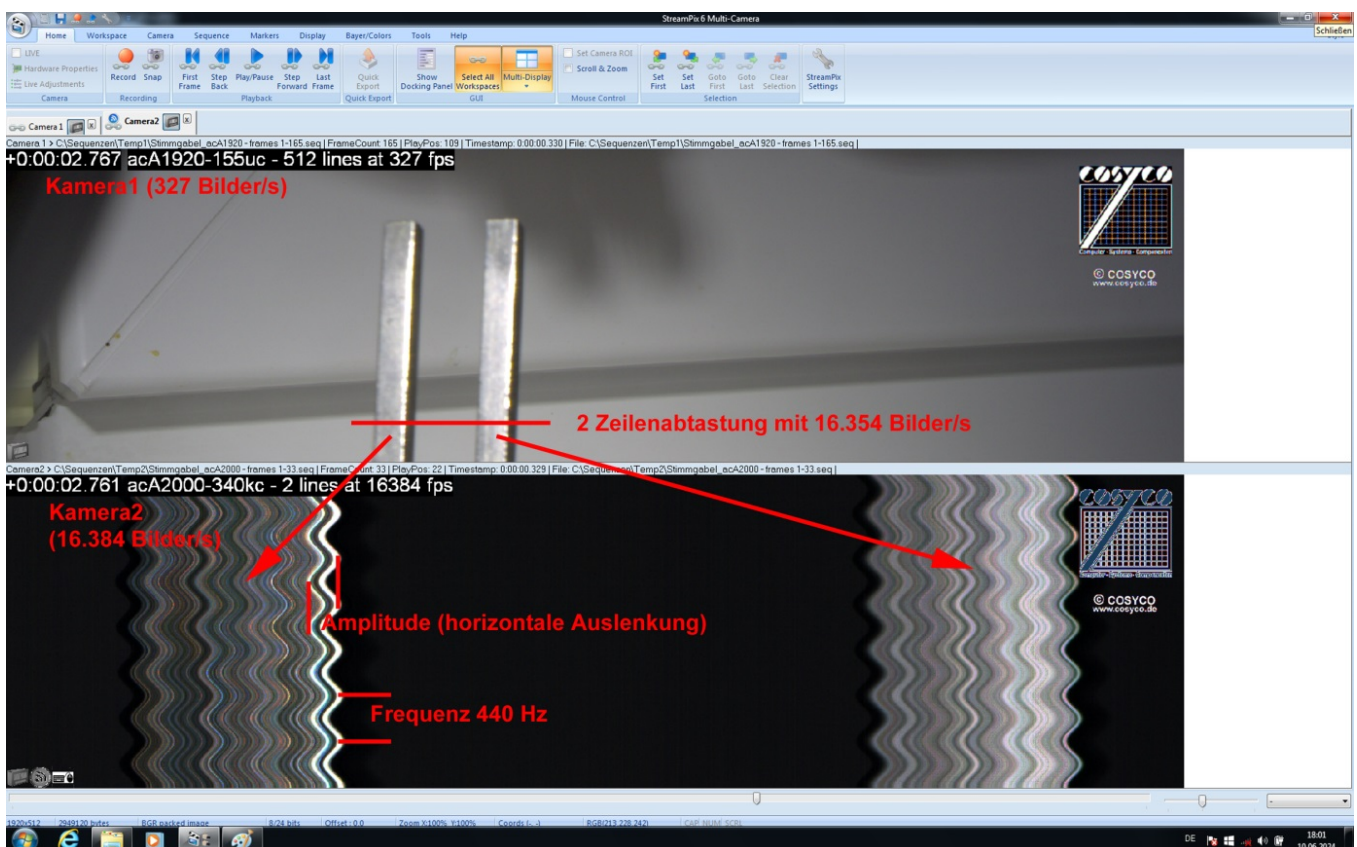 StreamPix 6 Multi-Camera
Schließen
Home Workspace Camera Sequence Markers Display Bayer/Colors Tools Help
LIVE
Hardware Properties
Live Adjustments
Camera
Record Snap
Recording
First Frame Step Back Play/Pause Step Forward Last Frame
Playback
Quick Export
Quick Export
Show Docking Panel Select All Workspaces Multi-Display
GUI
Set Camera ROI
Scroll & Zoom
Mouse Control
Set First Set Last Goto First Goto Last Clear Selection
Selection
StreamPix Settings
Camera 1 Camera2
Camera 1 > C:\Sequenzen\Temp1\Stimmgabel_acA1920 - frames 1-165.seq | FrameCount 165 | PlayPos: 109 | Timestamp: 0:00:00.330 | File: C:\Sequenzen\Temp1\Stimmgabel_acA1920 - frames 1-165.seq |
+0:00:02.767 acA1920-155uc - 512 lines at 327 fps
Kamera1 (327 Bilder/s)
COSYCO
Computer - Systems - Components
© COSYCO
www.cosyco.de
2 Zeilenabtastung mit 16.354 Bilder/s
Camera2 > C:\Sequenzen\Temp2\Stimmgabel_acA2000 - frames 1-33.seq | FrameCount 33 | PlayPos: 22 | Timestamp: 0:00:00.329 | File: C:\Sequenzen\Temp2\Stimmgabel_acA2000 - frames 1-33.seq |
+0:00:02.761 acA2000-340kc - 2 lines at 16384 fps
Kamera2
(16.384 Bilder/s)
COSYCO
Computer - Systems - Components
© COSYCO
www.cosyco.de
Amplitude (horizontale Auslenkung)
Frequenz 440 Hz
1920x512 2949120 bytes BGR packed image 8/24 bits Offset : 0.0 Zoom X:100% Y:100% Coords (-, -) RGB(213.228.242) CAP NUM SCRL
DE 18:01
10.06.2024